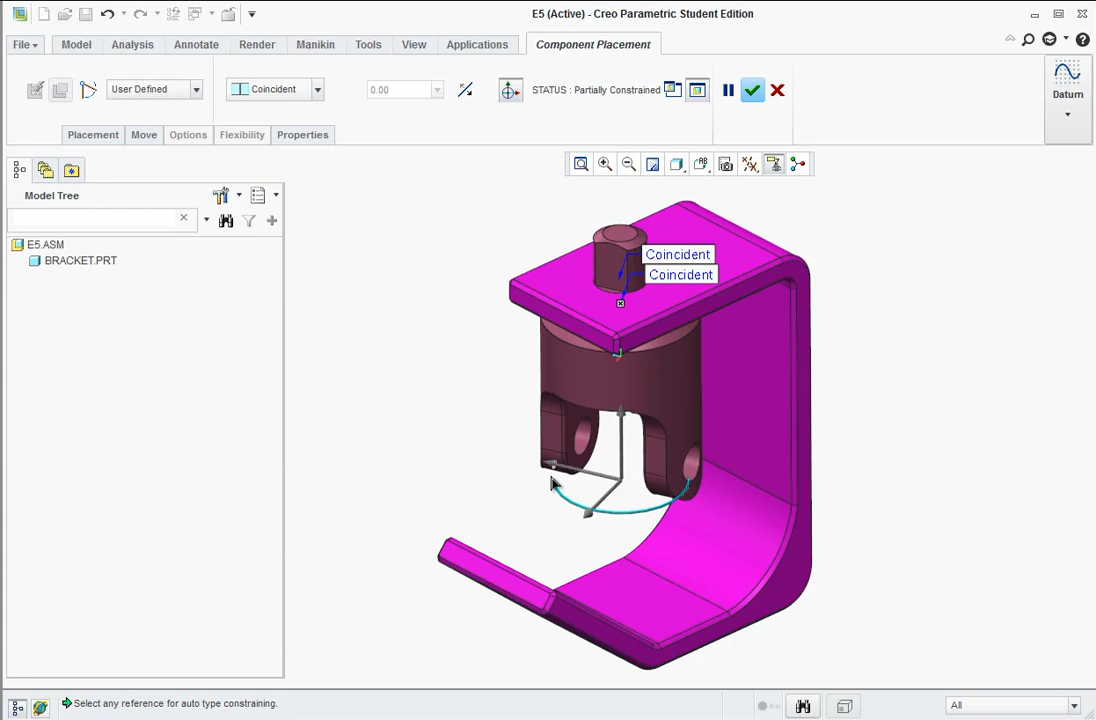 E5 (Active) - Creo Parametric Student Edition
File Model Analysis Annotate Render Manikin Tools View Applications Component Placement
User Defined Coincident 0.00 STATUS : Partially Constrained Datum
Placement Move Options Flexibility Properties
Model Tree
E5.ASM
BRACKET.PRT
Coincident
Coincident
Select any reference for auto type constraining.
All